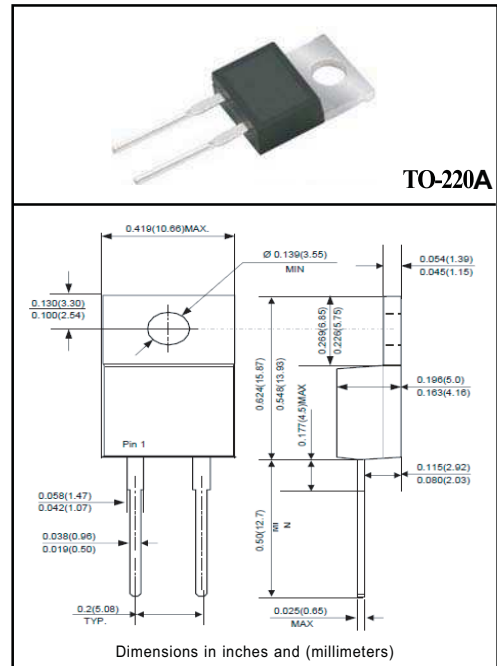 TO-220A
0.419(10.66)MAX.
Ø 0.139(3.55)
MIN
0.054(1.39)
0.045(1.15)
0.130(3.30)
0.100(2.54)
0.269(6.85)
0.226(5.75)
0.624(15.87)
0.548(13.93)
0.196(5.0)
0.163(4.16)
0.177(4.5)MAX
Pin 1
0.115(2.92)
0.080(2.03)
0.058(1.47)
0.042(1.07)
0.50(12.7)
MI
N
0.038(0.96)
0.019(0.50)
0.2(5.08)
TYP.
0.025(0.65)
MAX
Dimensions in inches and (millimeters)